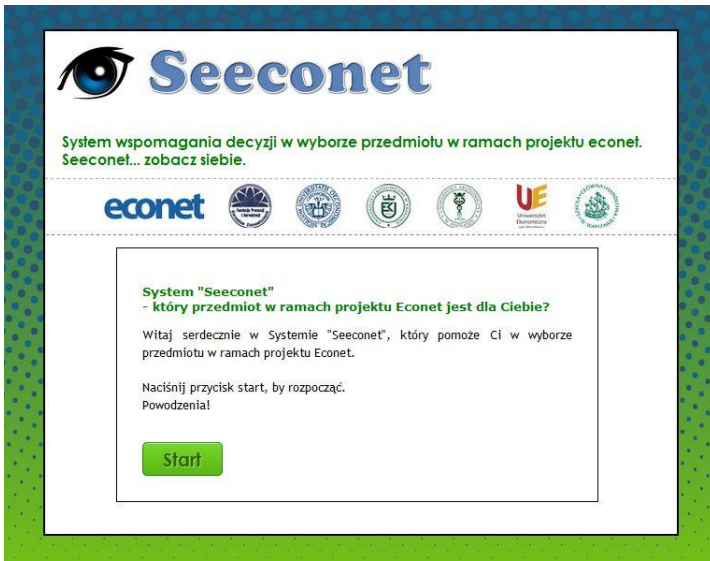 Seeconet
System wspomagania decyzji w wyborze przedmiotu w ramach projektu econet.
Seeconet... zobacz siebie.
econet
UE
Uniwersytet
Ekonomiczny
System "Seeconet"
- który przedmiot w ramach projektu Econet jest dla Ciebie?
Witaj serdecznie w Systemie "Seeconet", który pomoże Ci w wyborze
przedmiotu w ramach projektu Econet.
Naciśnij przycisk start, by rozpocząć.
Powodzenia!
Start